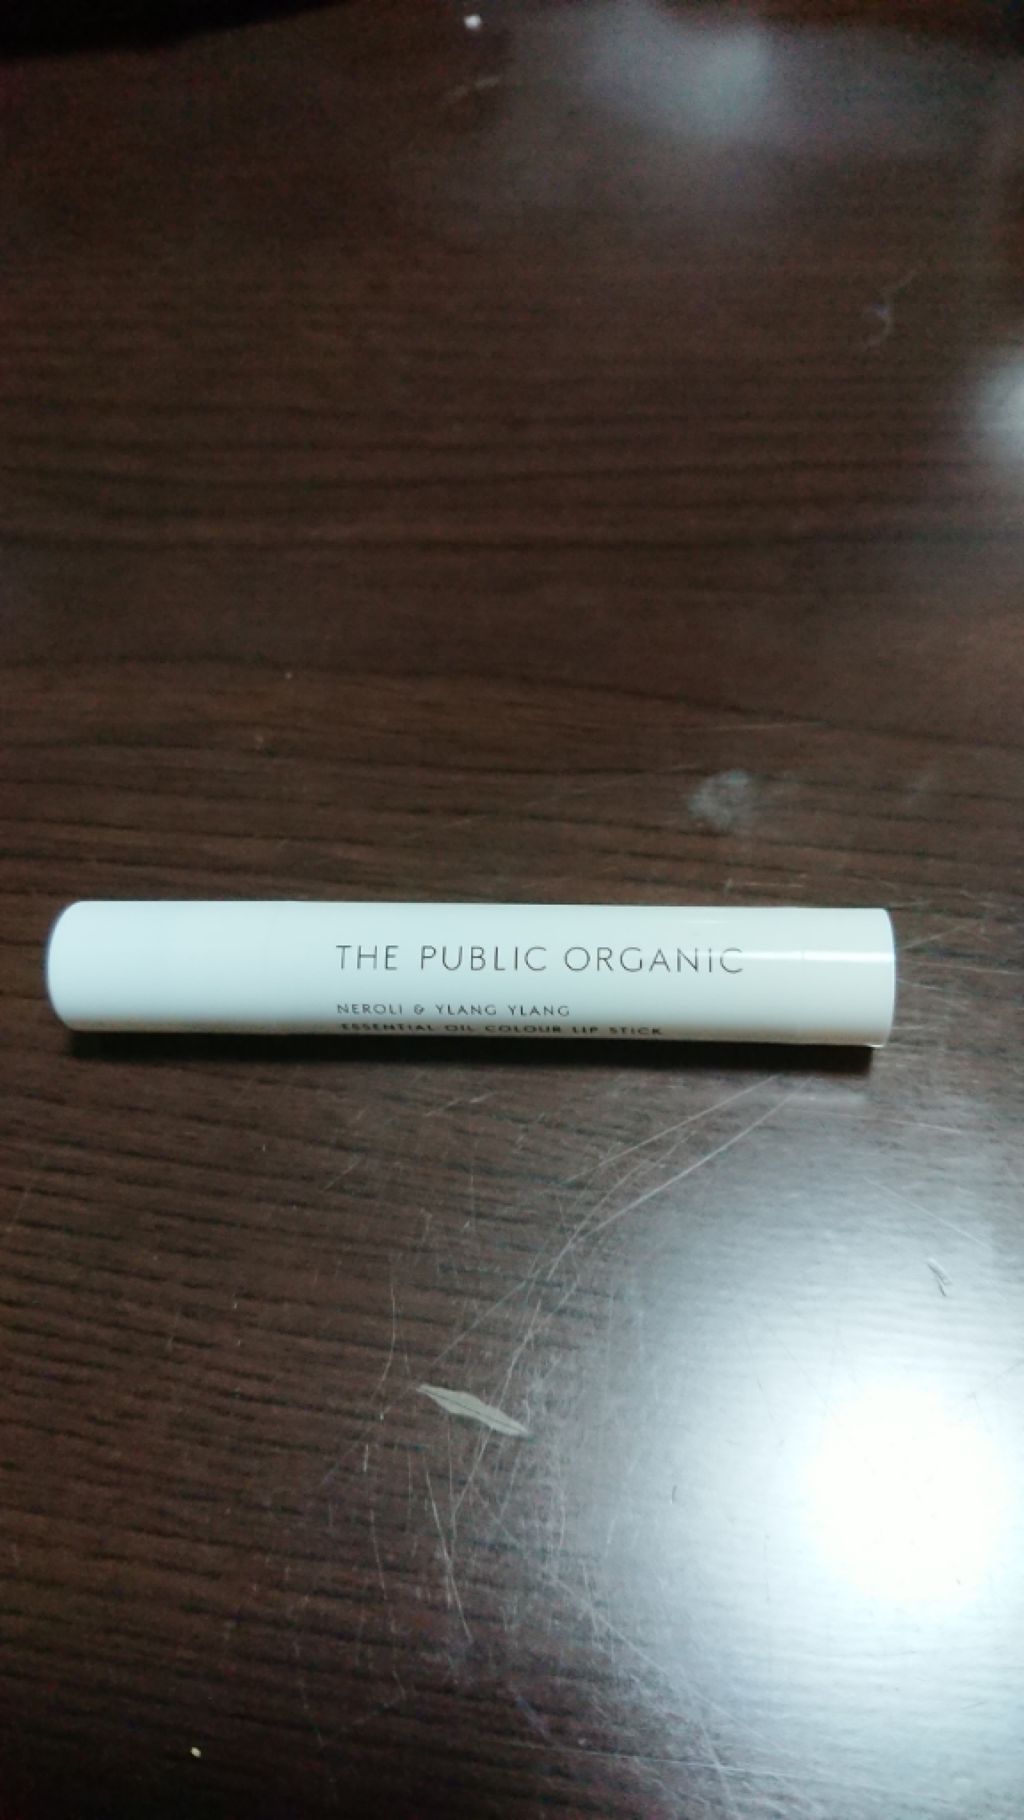 THE PUBLIC ORGANIC
NEROLI & YLANG YLANG
ESSENTIAL OIL COLOUR LIP STICK